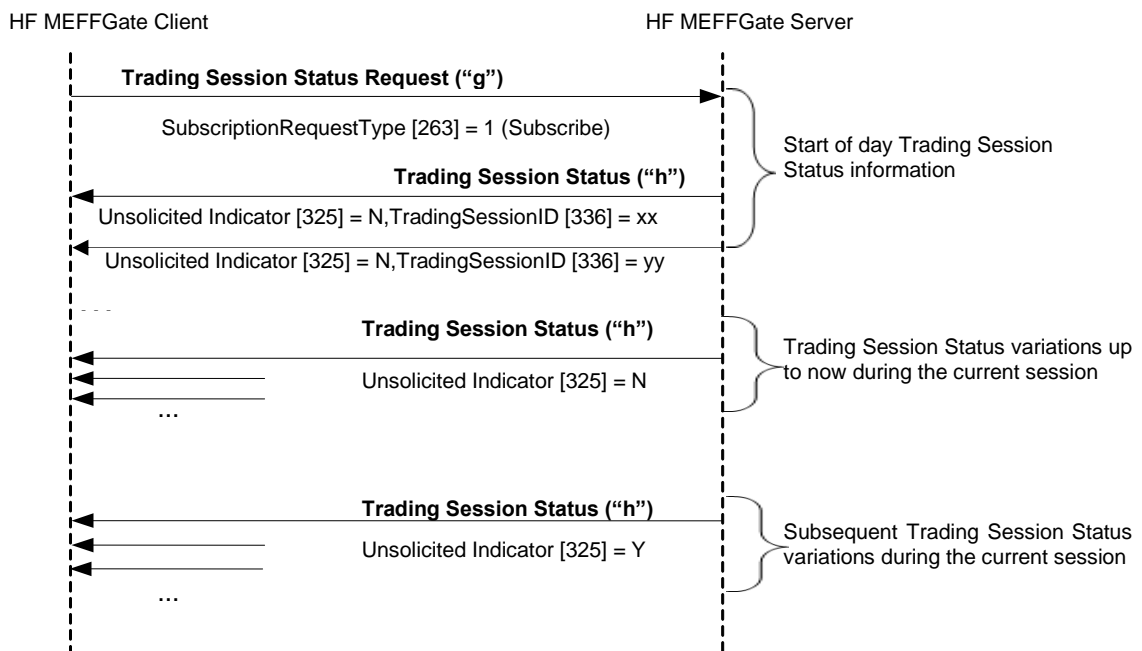 HF MEFFGate Client
HF MEFFGate Server
Trading Session Status Request (“g”)
SubscriptionRequestType [263] = 1 (Subscribe)
Start of day Trading Session
Status information
Trading Session Status (“h”)
Unsolicited Indicator [325] = N,TradingSessionID [336] = xx
Unsolicited Indicator [325] = N,TradingSessionID [336] = yy
...
Trading Session Status (“h”)
Unsolicited Indicator [325] = N
...
Trading Session Status variations up
to now during the current session
Trading Session Status (“h”)
Unsolicited Indicator [325] = Y
...
Subsequent Trading Session Status
variations during the current session